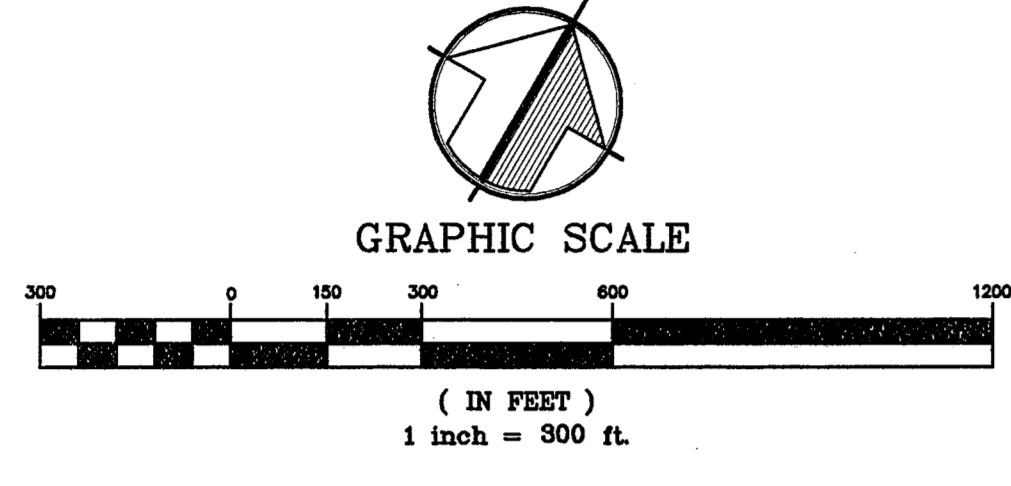 GRAPHIC SCALE
300 0 150 300 600 1200
( IN FEET )
1 inch = 300 ft.